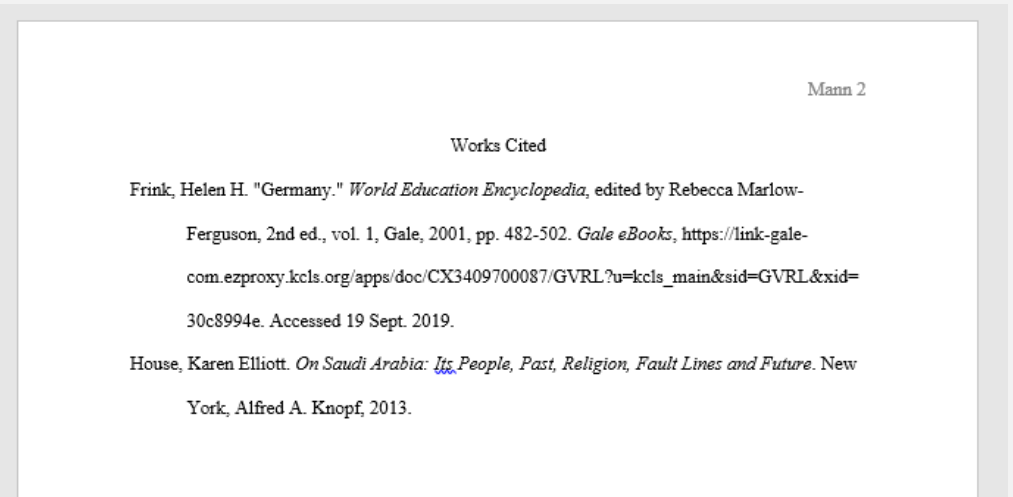 Mann 2
Works Cited
Frink, Helen H. "Germany." World Education Encyclopedia, edited by Rebecca Marlow-
Ferguson, 2nd ed., vol. 1, Gale, 2001, pp. 482-502. Gale eBooks, https://link-gale-
com.ezproxy.kcls.org/apps/doc/CX3409700087/GVRL?u=kcls_main&sid=GVRL&xid=
30c8994e. Accessed 19 Sept. 2019.
House, Karen Elliott. On Saudi Arabia: Its People, Past, Religion, Fault Lines and Future. New
York, Alfred A. Knopf, 2013.